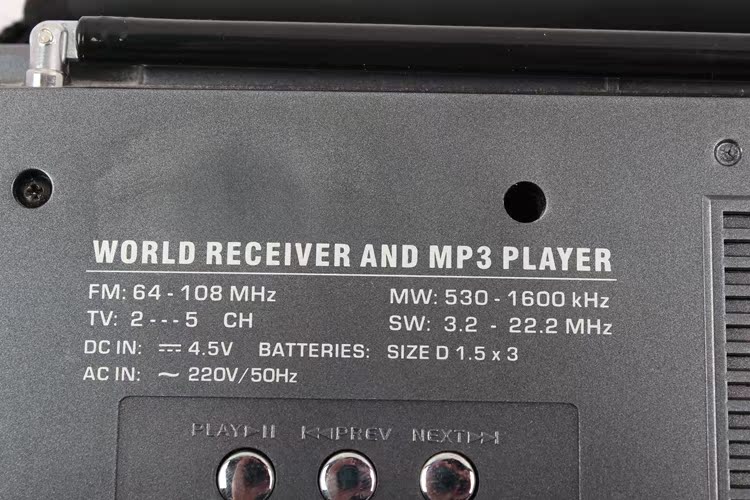 WORLD RECEIVER AND MP3 PLAYER
FM: 64 - 108 MHz MW: 530 - 1600 kHz
TV: 2 --- 5 CH SW: 3.2 - 22.2 MHz
DC IN: ⎓ 4.5V BATTERIES: SIZE D 1.5 x 3
AC IN: ~ 220V/50Hz
PLAY▷II I◁◁PREV NEXT▷▷I